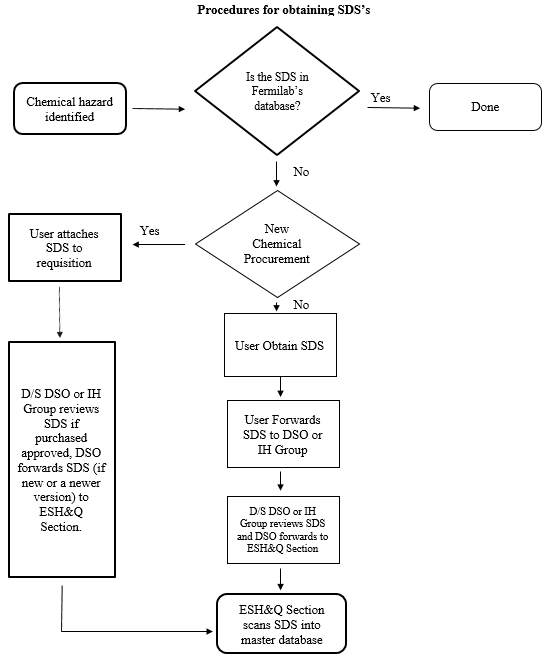 Procedures for obtaining SDS’s
Is the SDS in
Fermilab’s
database?
Chemical hazard
identified
Yes
Done
No
New
Chemical
Procurement
Yes
User attaches
SDS to
requisition
No
User Obtain SDS
D/S DSO or IH
Group reviews
SDS if
purchased
approved, DSO
forwards SDS (if
new or a newer
version) to
ESH&Q
Section.
User Forwards
SDS to DSO or
IH Group
D/S DSO or IH
Group reviews SDS
and DSO forwards to
ESH&Q Section
ESH&Q Section
scans SDS into
master database